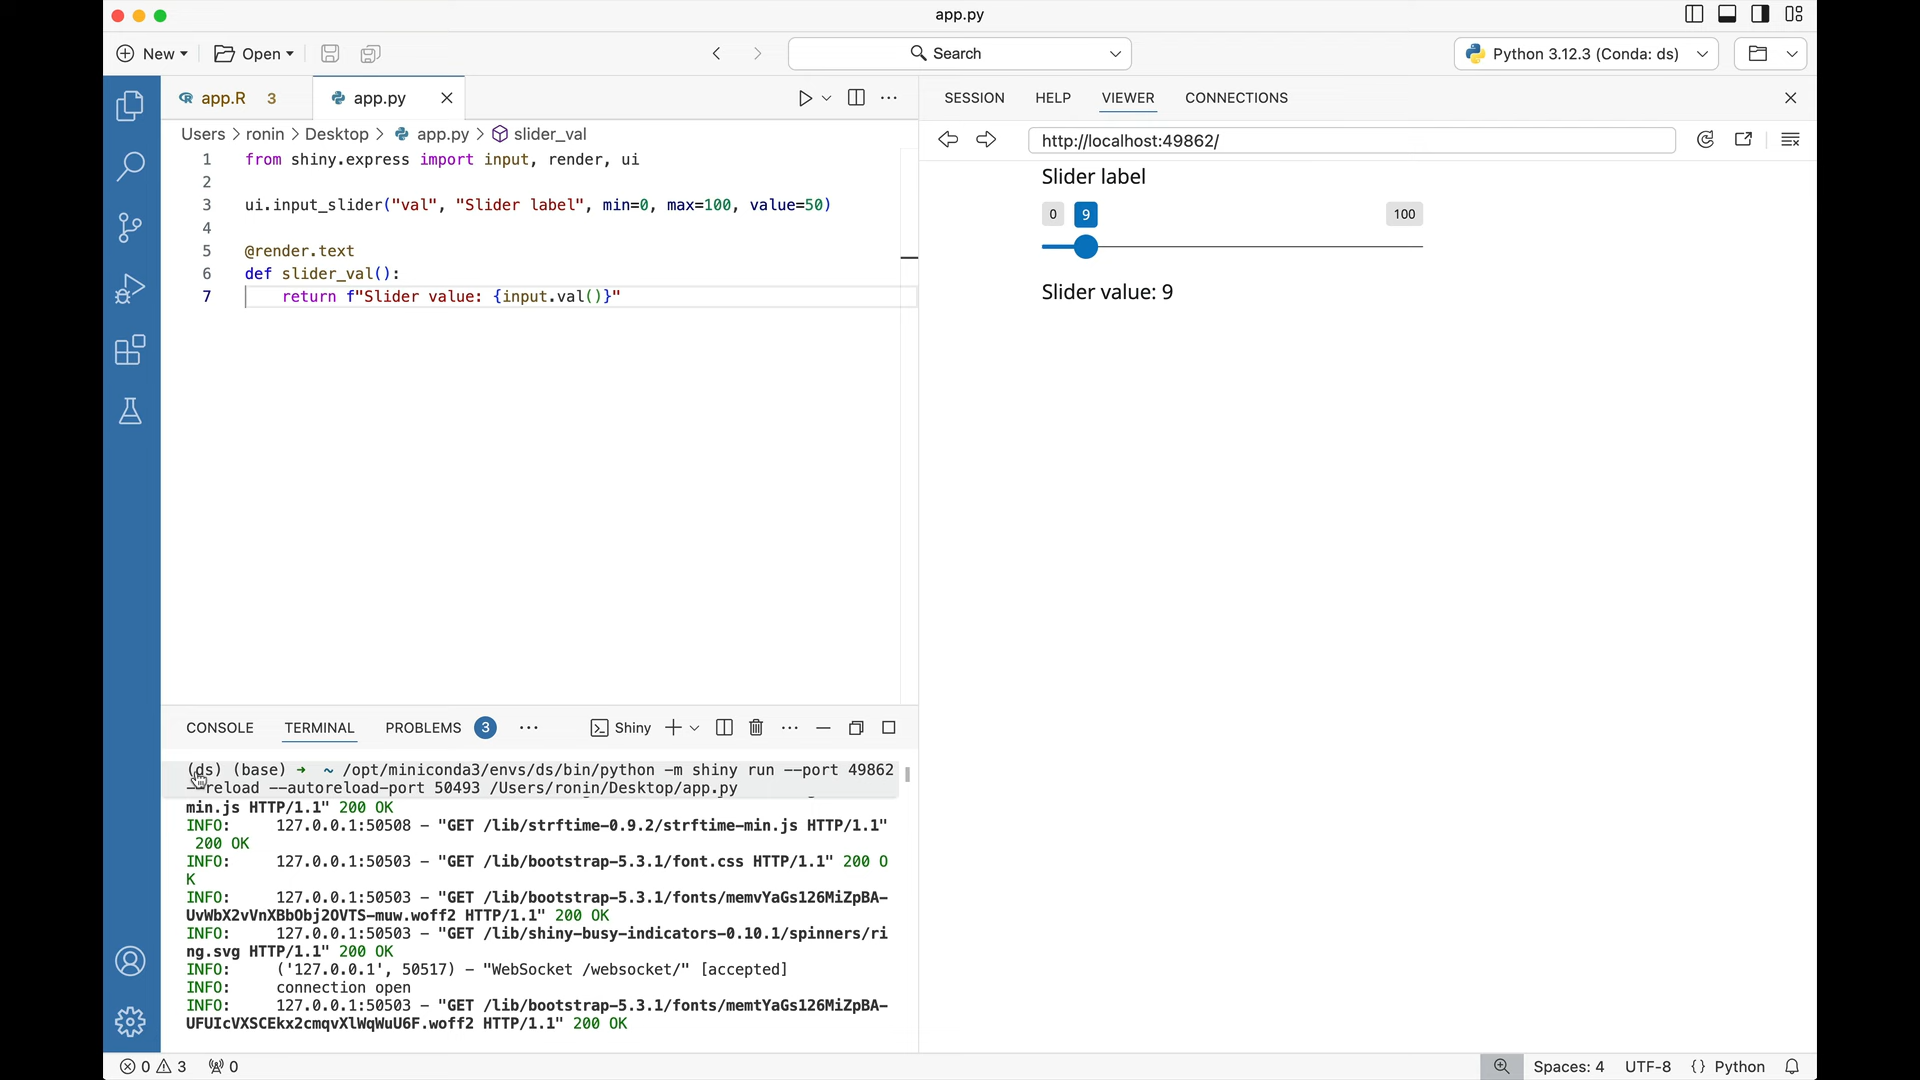 app.py
New
Open
Search
Python 3.12.3 (Conda: ds)
app.R 3
app.py
Users > ronin > Desktop > app.py > slider_val
1 from shiny.express import input, render, ui
2
3 ui.input_slider("val", "Slider label", min=0, max=100, value=50)
4
5 @render.text
6 def slider_val():
7 return f"Slider value: {input.val()}"
SESSION HELP VIEWER CONNECTIONS
http://localhost:49862/
Slider label
0 9 100
Slider value: 9
CONSOLE TERMINAL PROBLEMS 3 ... Shiny
(ds) (base) ➜ ~ /opt/miniconda3/envs/ds/bin/python -m shiny run --port 49862
--reload --autoreload-port 50493 /Users/ronin/Desktop/app.py
min.js HTTP/1.1" 200 OK
INFO: 127.0.0.1:50508 - "GET /lib/strftime-0.9.2/strftime-min.js HTTP/1.1"
200 OK
INFO: 127.0.0.1:50503 - "GET /lib/bootstrap-5.3.1/font.css HTTP/1.1" 200 O
K
INFO: 127.0.0.1:50503 - "GET /lib/bootstrap-5.3.1/fonts/memvYaGs126MiZpBA-
UvWbX2vVnXBbObj2OVTS-muw.woff2 HTTP/1.1" 200 OK
INFO: 127.0.0.1:50503 - "GET /lib/shiny-busy-indicators-0.10.1/spinners/ri
ng.svg HTTP/1.1" 200 OK
INFO: ('127.0.0.1', 50517) - "WebSocket /websocket/" [accepted]
INFO: connection open
INFO: 127.0.0.1:50503 - "GET /lib/bootstrap-5.3.1/fonts/memtYaGs126MiZpBA-
UFUIcVXSCEkx2cmqvXlWqWuU6F.woff2 HTTP/1.1" 200 OK
0 3 0
Spaces: 4 UTF-8 {} Python